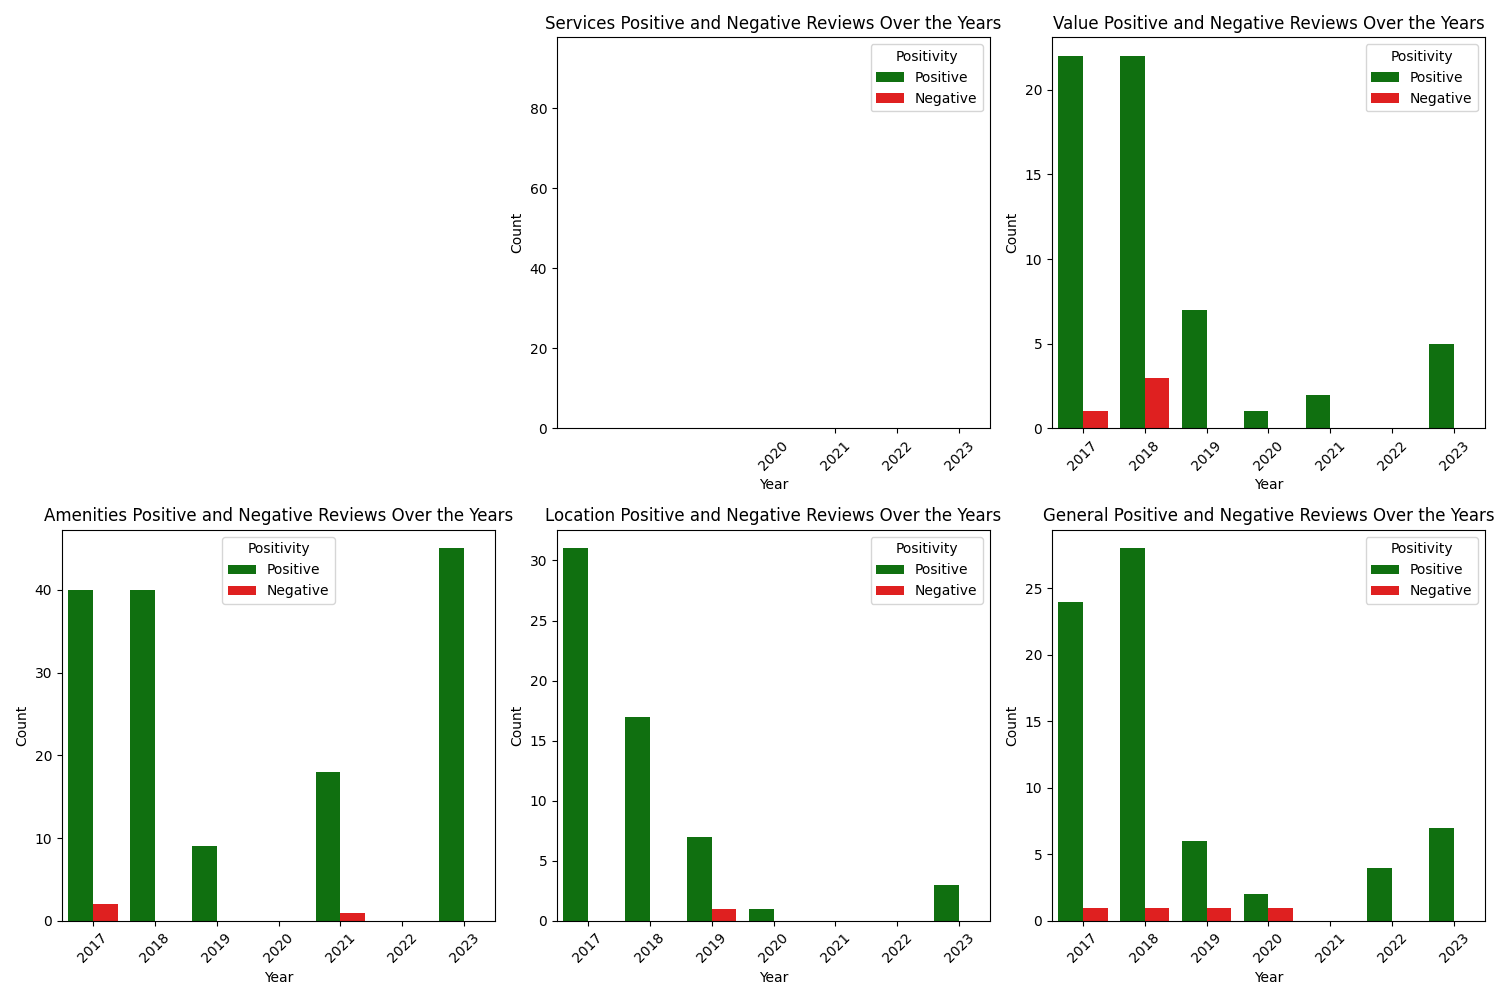 Services Positive and Negative Reviews Over the Years
Positivity
Positive
Negative
80
60
40
20
0
Count
2020 2021 2022 2023
Year
Value Positive and Negative Reviews Over the Years
Positivity
Positive
Negative
20
15
10
5
0
Count
2017 2018 2019 2020 2021 2022 2023
Year
Amenities Positive and Negative Reviews Over the Years
Positivity
Positive
Negative
40
30
20
10
0
Count
2017 2018 2019 2020 2021 2022 2023
Year
Location Positive and Negative Reviews Over the Years
Positivity
Positive
Negative
30
25
20
15
10
5
0
Count
2017 2018 2019 2020 2021 2022 2023
Year
General Positive and Negative Reviews Over the Years
Positivity
Positive
Negative
25
20
15
10
5
0
Count
2017 2018 2019 2020 2021 2022 2023
Year